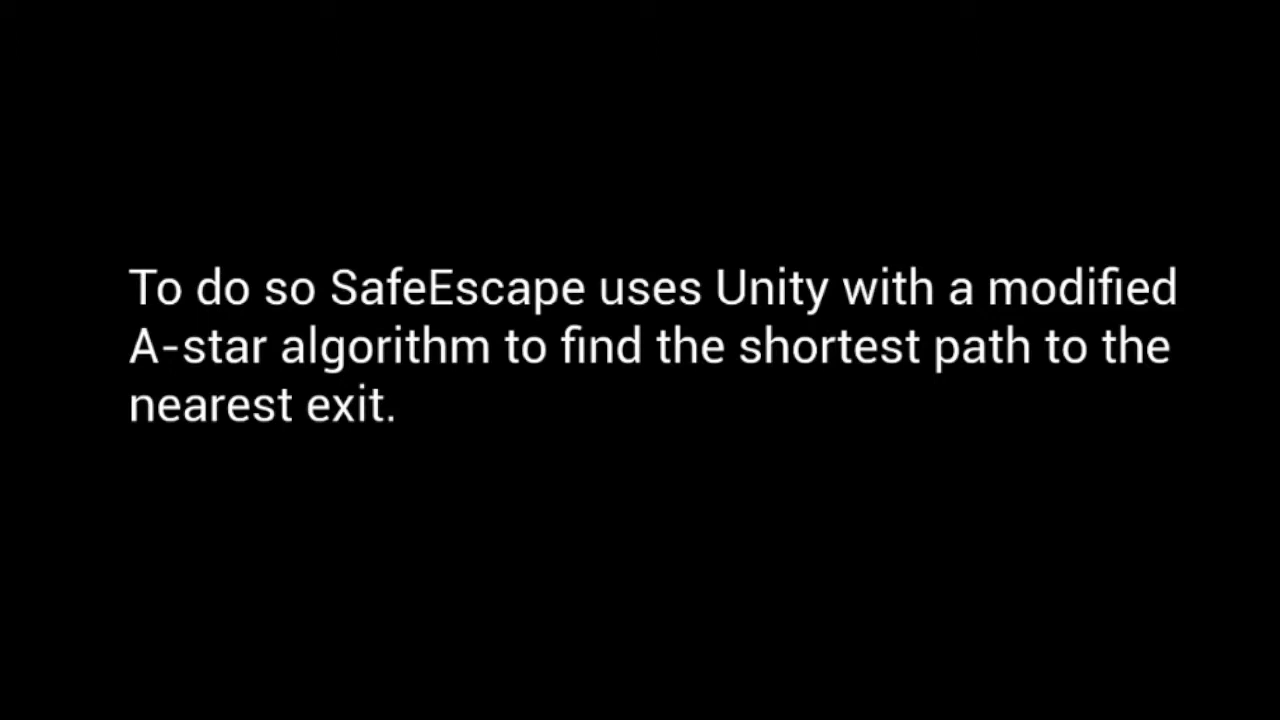 To do so SafeEscape uses Unity with a modified
A-star algorithm to find the shortest path to the
nearest exit.